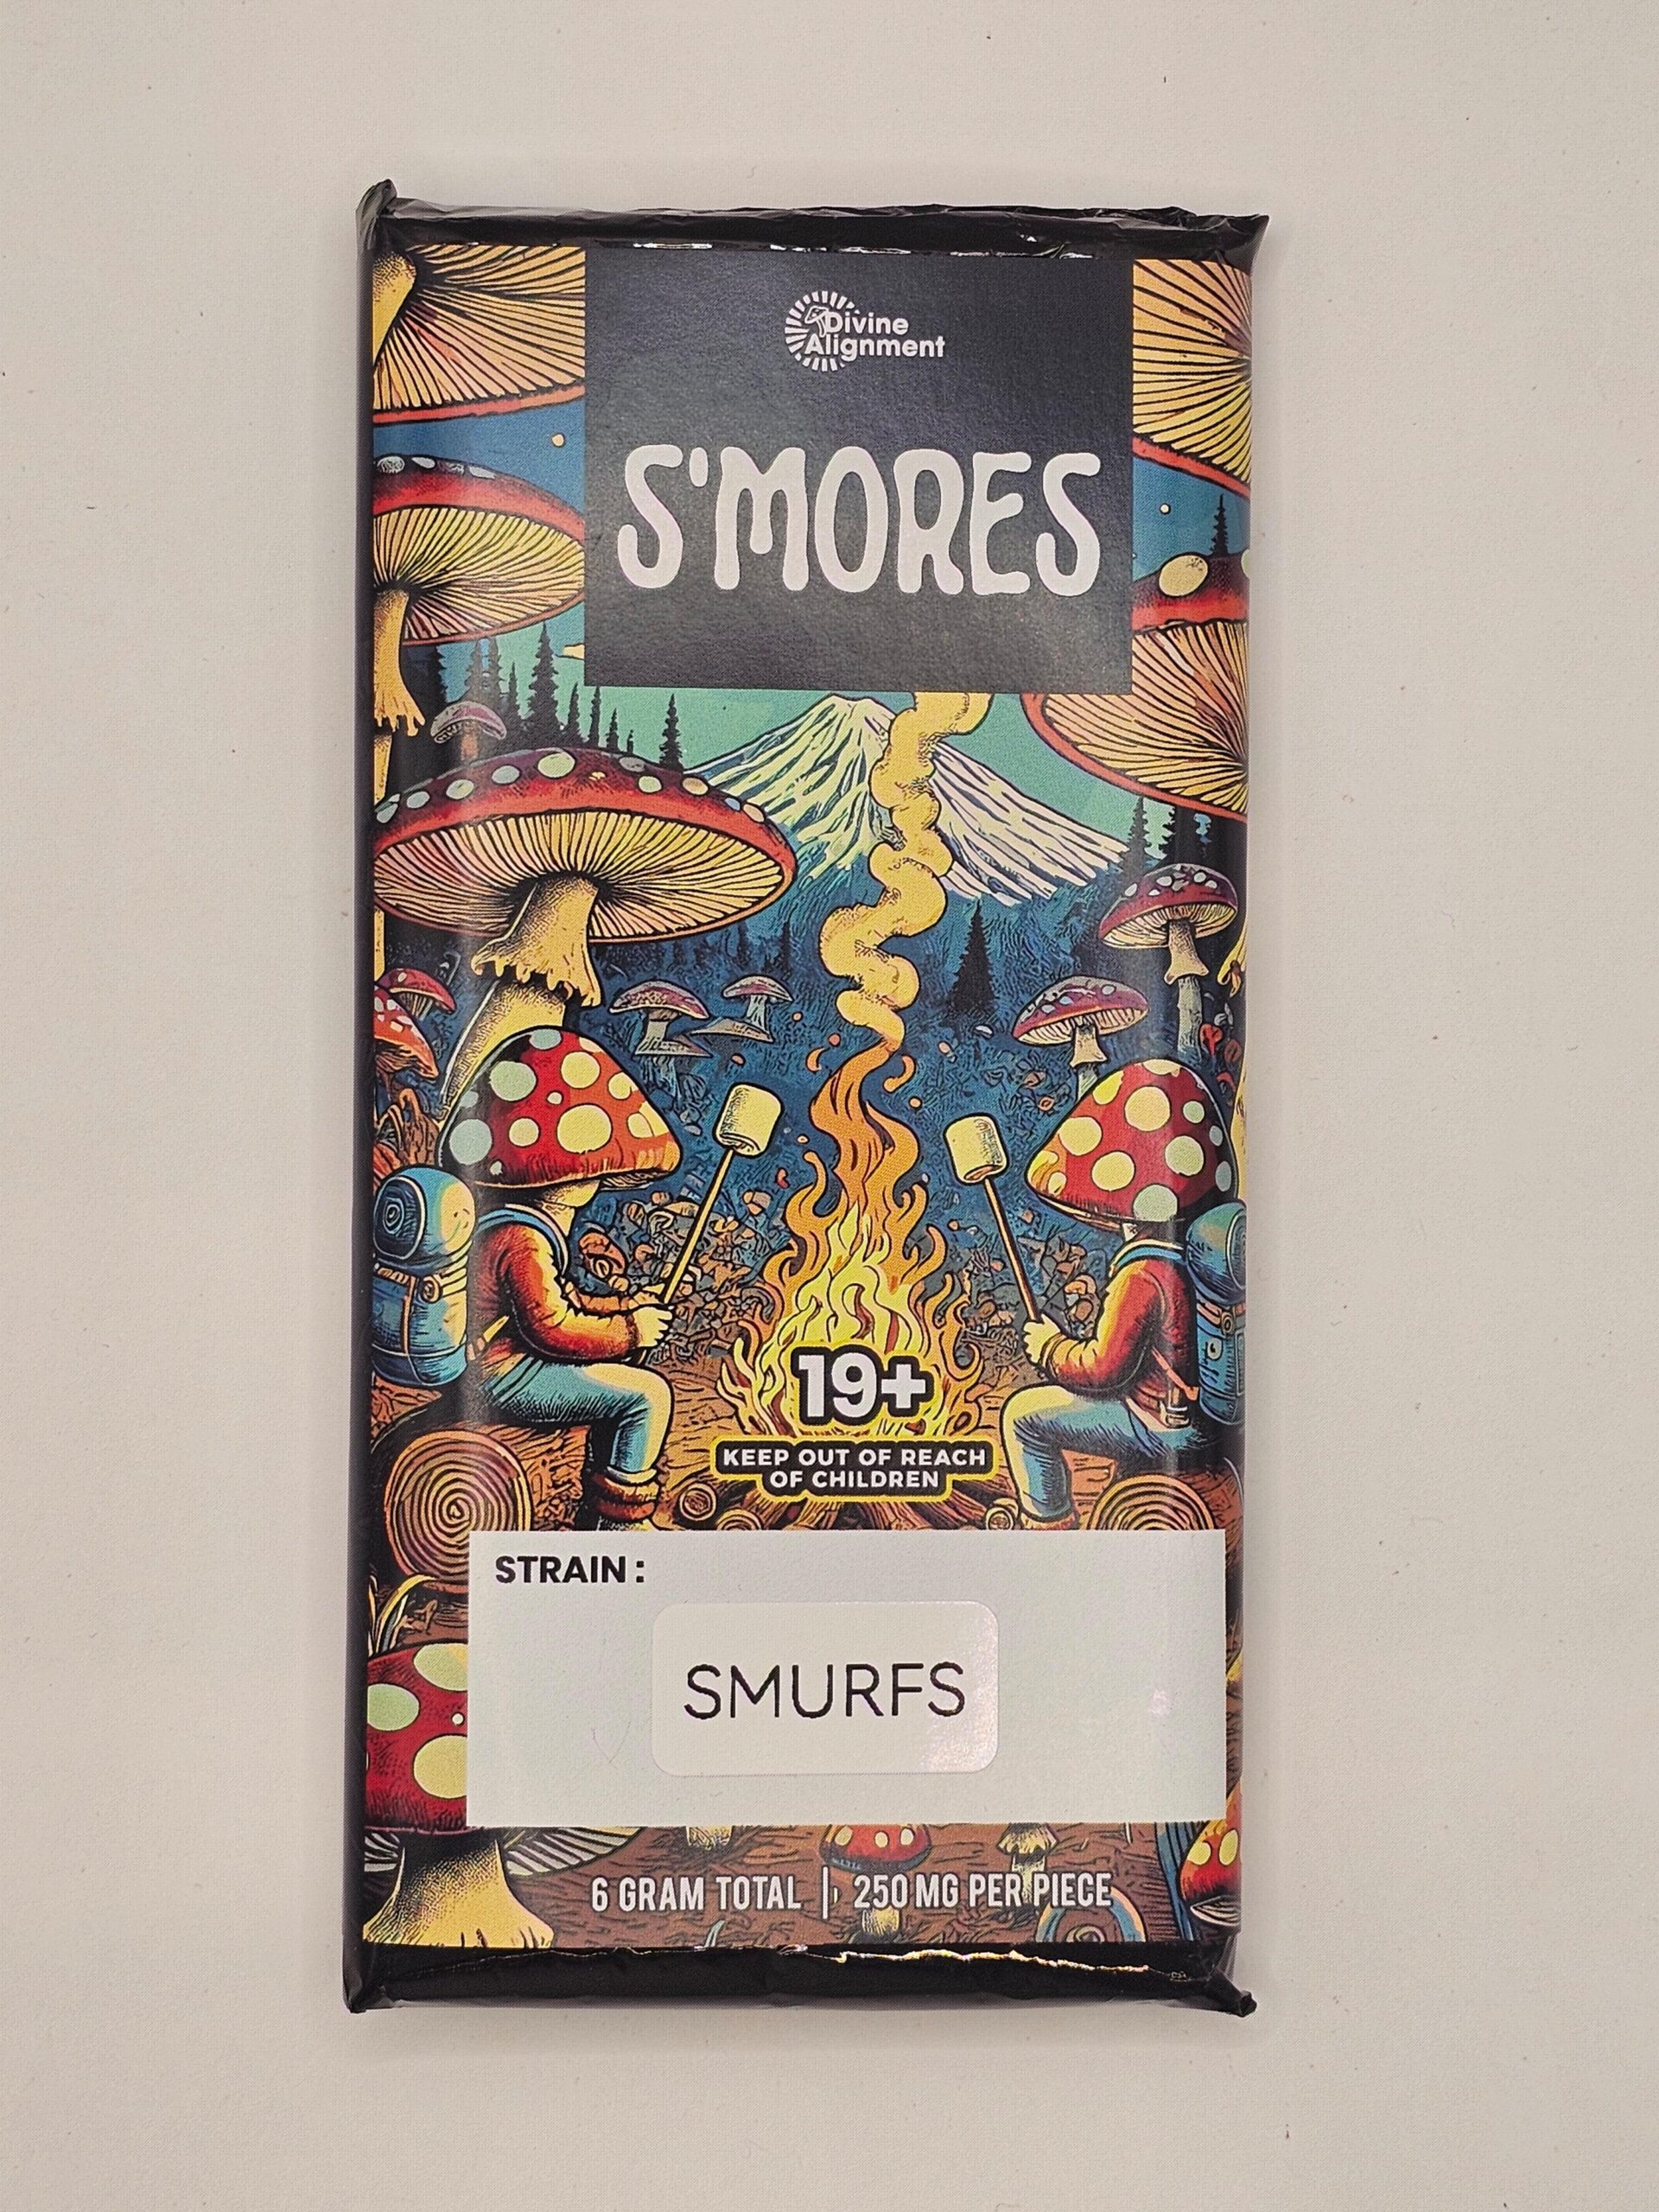 Divine
Alignment
S'MORES
19+
KEEP OUT OF REACH
OF CHILDREN
STRAIN:
SMURFS
6 GRAM TOTAL | 250 MG PER PIECE